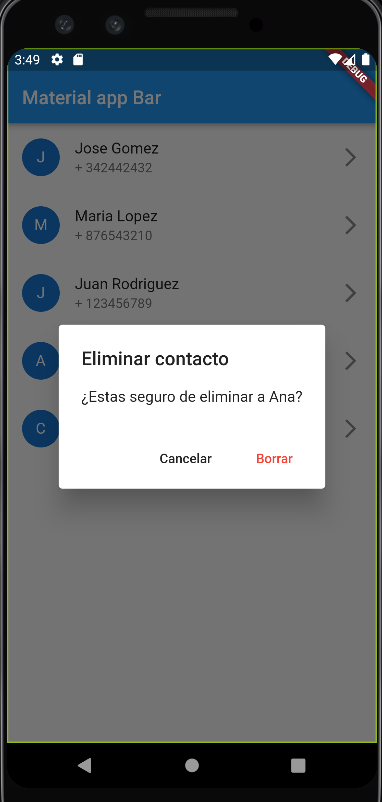 3:49
DEBUG
Material app Bar
J
Jose Gomez
+ 342442432
M
Maria Lopez
+ 876543210
J
Juan Rodriguez
+ 123456789
A
Eliminar contacto
¿Estas seguro de eliminar a Ana?
C
Cancelar Borrar